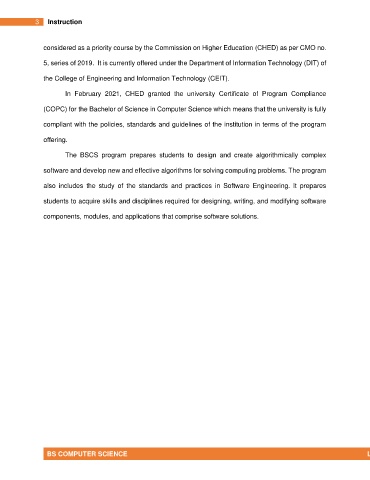 3 Instruction
considered as a priority course by the Commission on Higher Education (CHED) as per CMO no.
5, series of 2019. It is currently offered under the Department of Information Technology (DIT) of
the College of Engineering and Information Technology (CEIT).
In February 2021, CHED granted the university Certificate of Program Compliance
(COPC) for the Bachelor of Science in Computer Science which means that the university is fully
compliant with the policies, standards and guidelines of the institution in terms of the program
offering.
The BSCS program prepares students to design and create algorithmically complex
software and develop new and effective algorithms for solving computing problems. The program
also includes the study of the standards and practices in Software Engineering. It prepares
students to acquire skills and disciplines required for designing, writing, and modifying software
components, modules, and applications that comprise software solutions.
BS COMPUTER SCIENCE